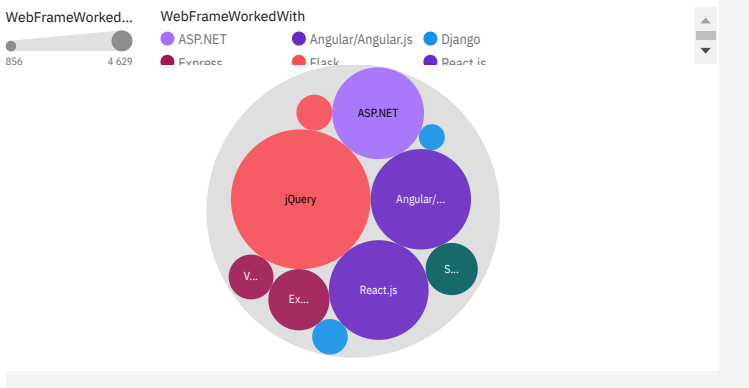 WebFrameWorked...
856
4 629
WebFrameWorkedWith
ASP.NET
Angular/Angular.js
Django
Express
Flask
React.js
ASP.NET
jQuery
Angular/...
S...
V...
Ex...
React.js